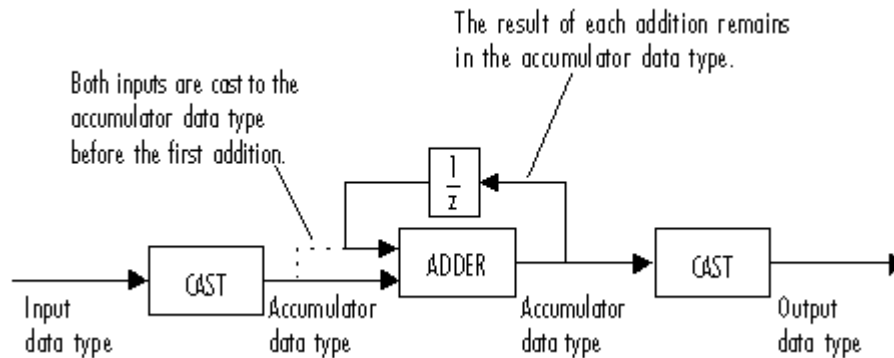 The result of each addition remains
in the accumulator data type.
Both inputs are cast to the
accumulator data type
before the first addition.
1
z
CAST
ADDER
CAST
Input
data type
Accumulator
data type
Accumulator
data type
Output
data type